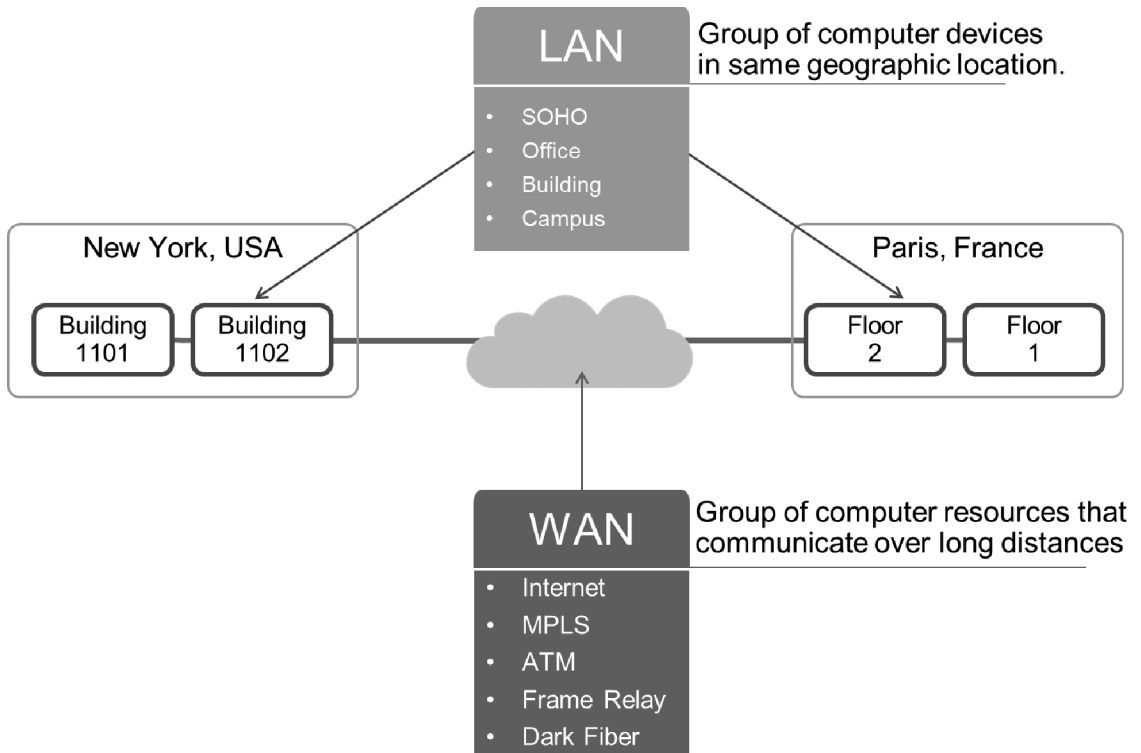 LAN
Group of computer devices
in same geographic location.
• SOHO
• Office
• Building
• Campus
New York, USA
Building
1101
Building
1102
Paris, France
Floor
2
Floor
1
WAN
Group of computer resources that
communicate over long distances
• Internet
• MPLS
• ATM
• Frame Relay
• Dark Fiber